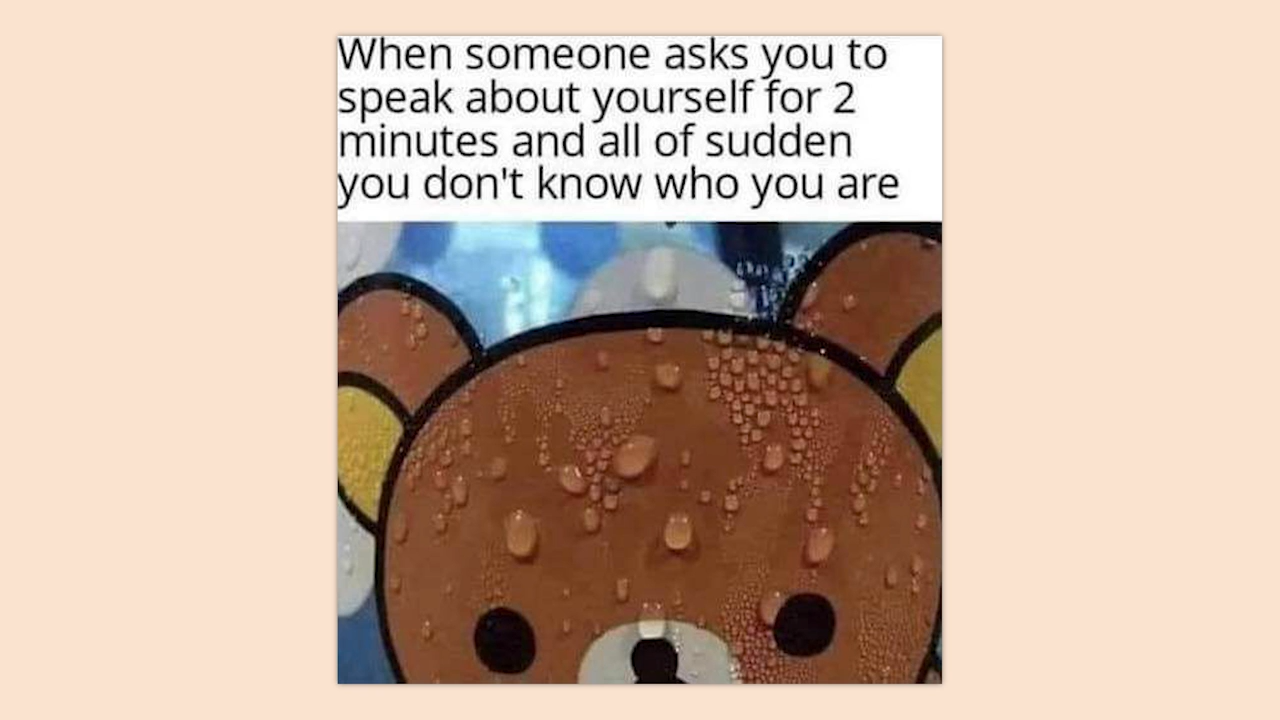 When someone asks you to
speak about yourself for 2
minutes and all of sudden
you don't know who you are